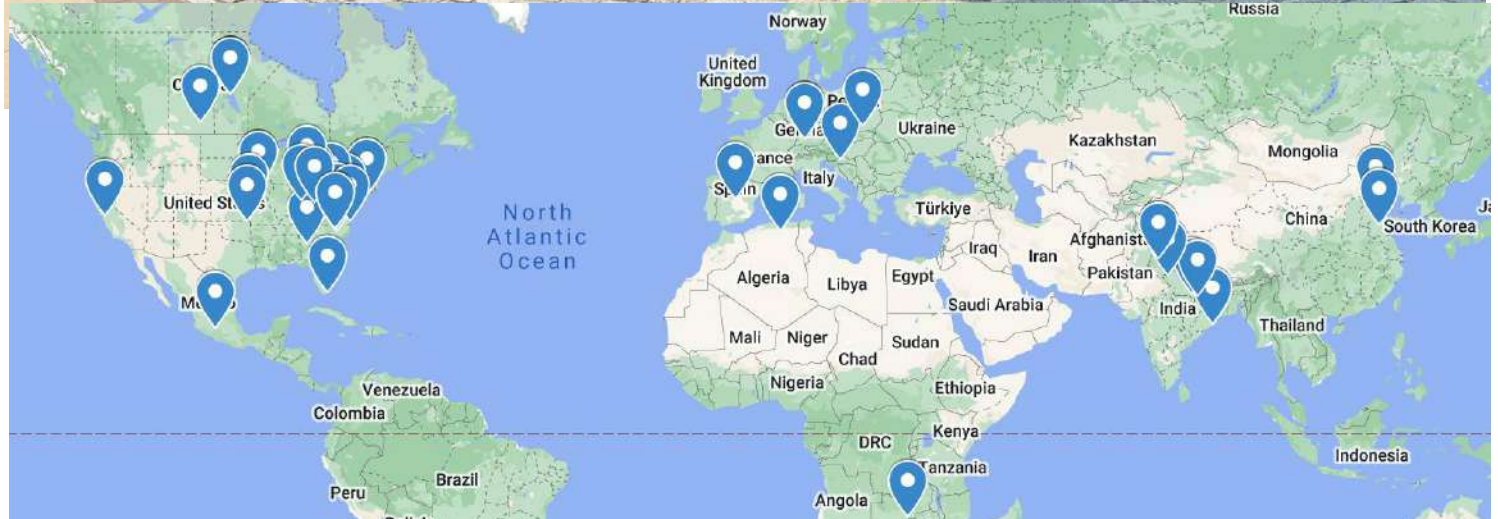 Norway
Russia
United
Kingdom
Ukraine
Kazakhstan
Mongolia
Italy
United
Türkiye
China
South Korea
North
Atlantic
Ocean
Iraq
Iran
Pakistan
Algeria
Libya
Egypt
Saudi Arabia
India
Mali
Niger
Chad
Sudan
Thailand
Nigeria
Ethiopia
Venezuela
Colombia
DRC
Kenya
Tanzania
Indonesia
Brazil
Peru
Angola